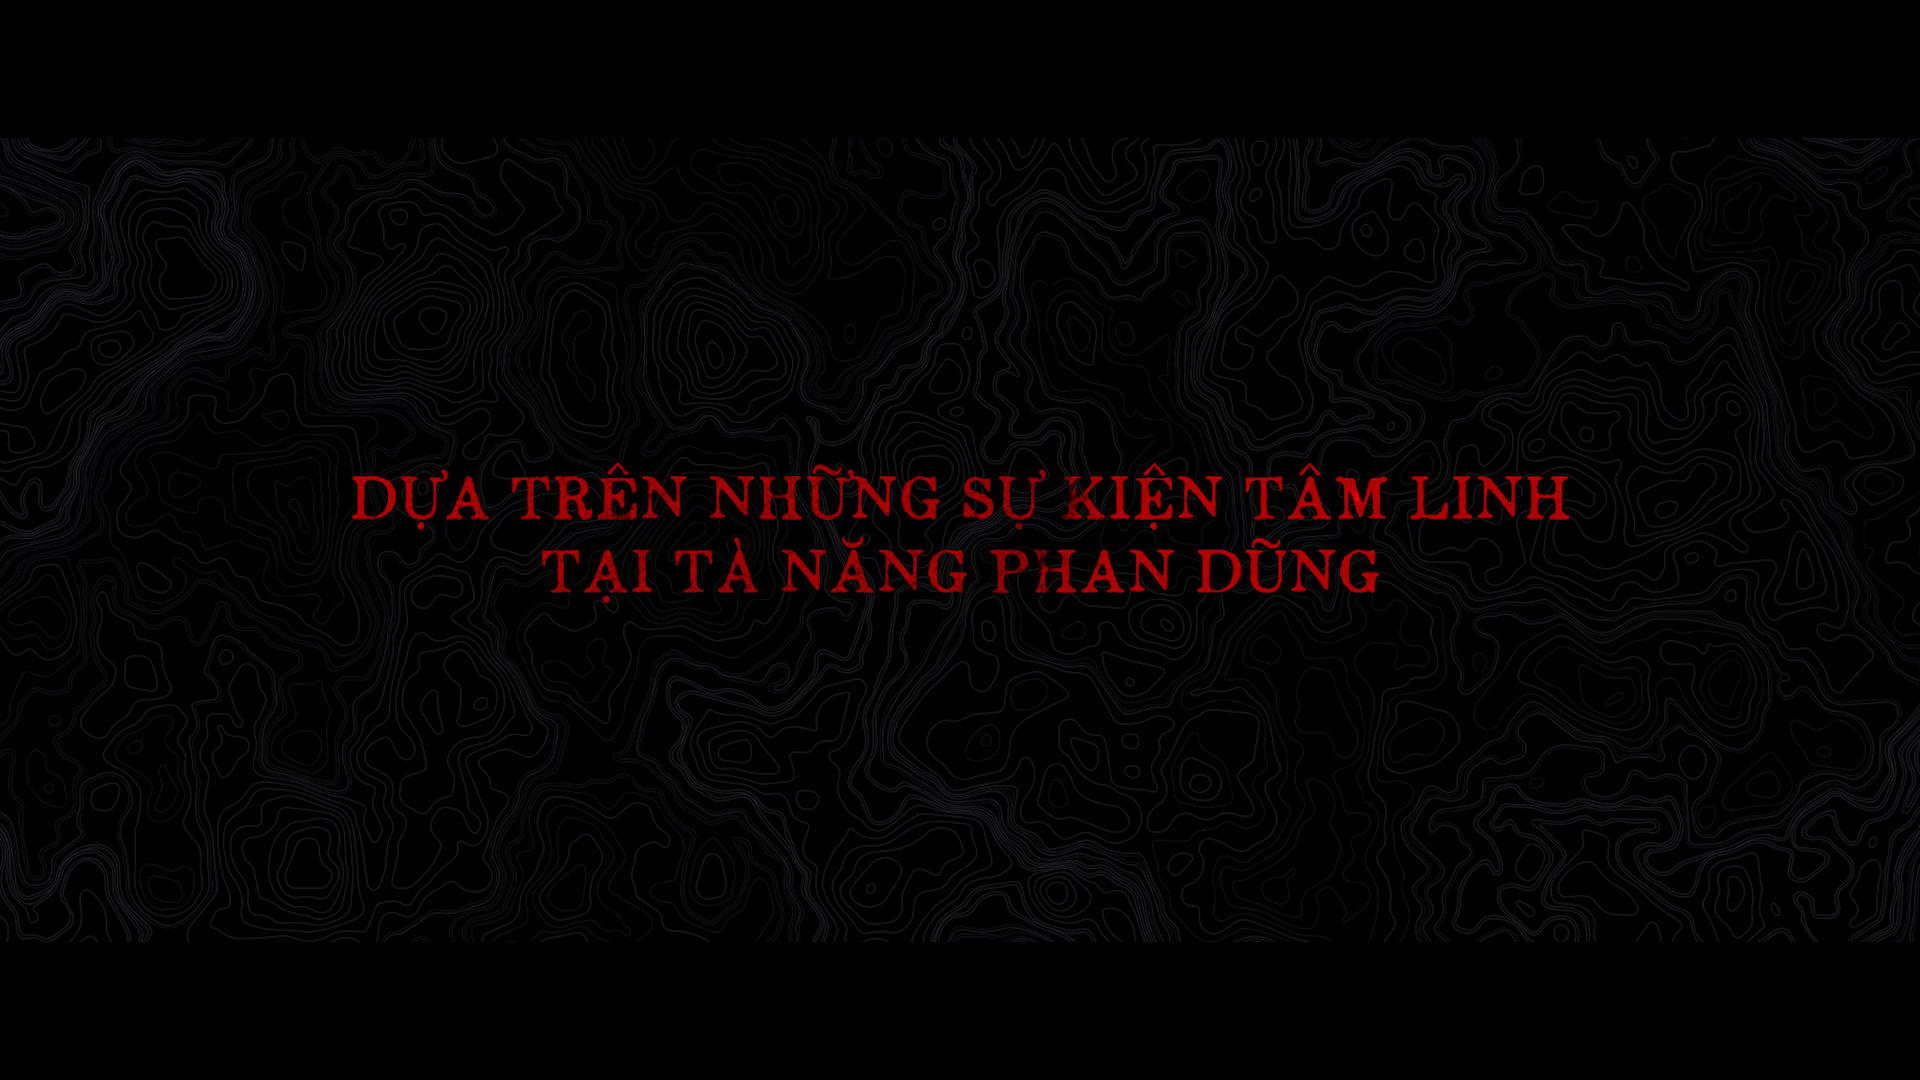 DỰA TRÊN NHỮNG SỰ KIỆN TÂM LINH
TẠI TÀ NĂNG PHAN DŨNG